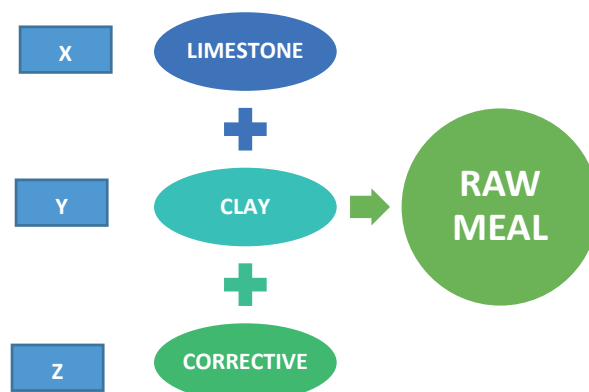 X
LIMESTONE
Y
CLAY
RAW
MEAL
Z
CORRECTIVE